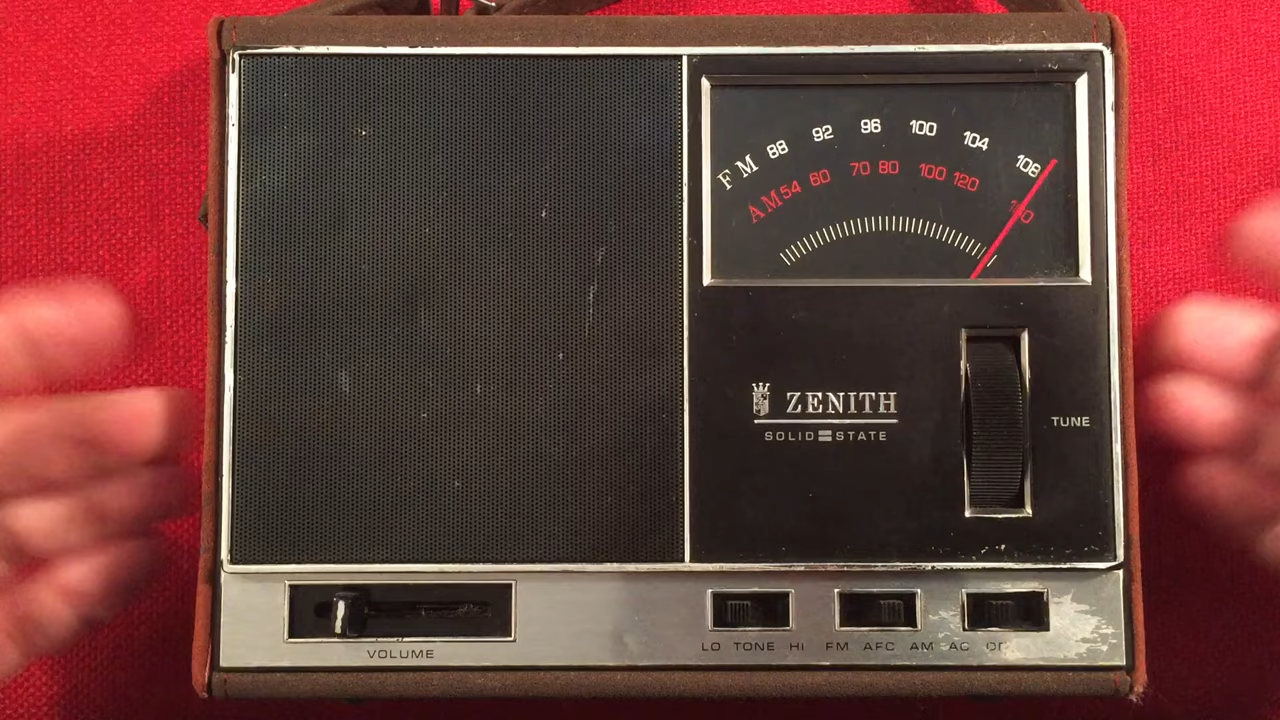 FM 88 92 96 100 104 108
AM 54 60 70 80 100 120
ZENITH
SOLID STATE
TUNE
VOLUME
LO TONE HI FM AFC AM AC